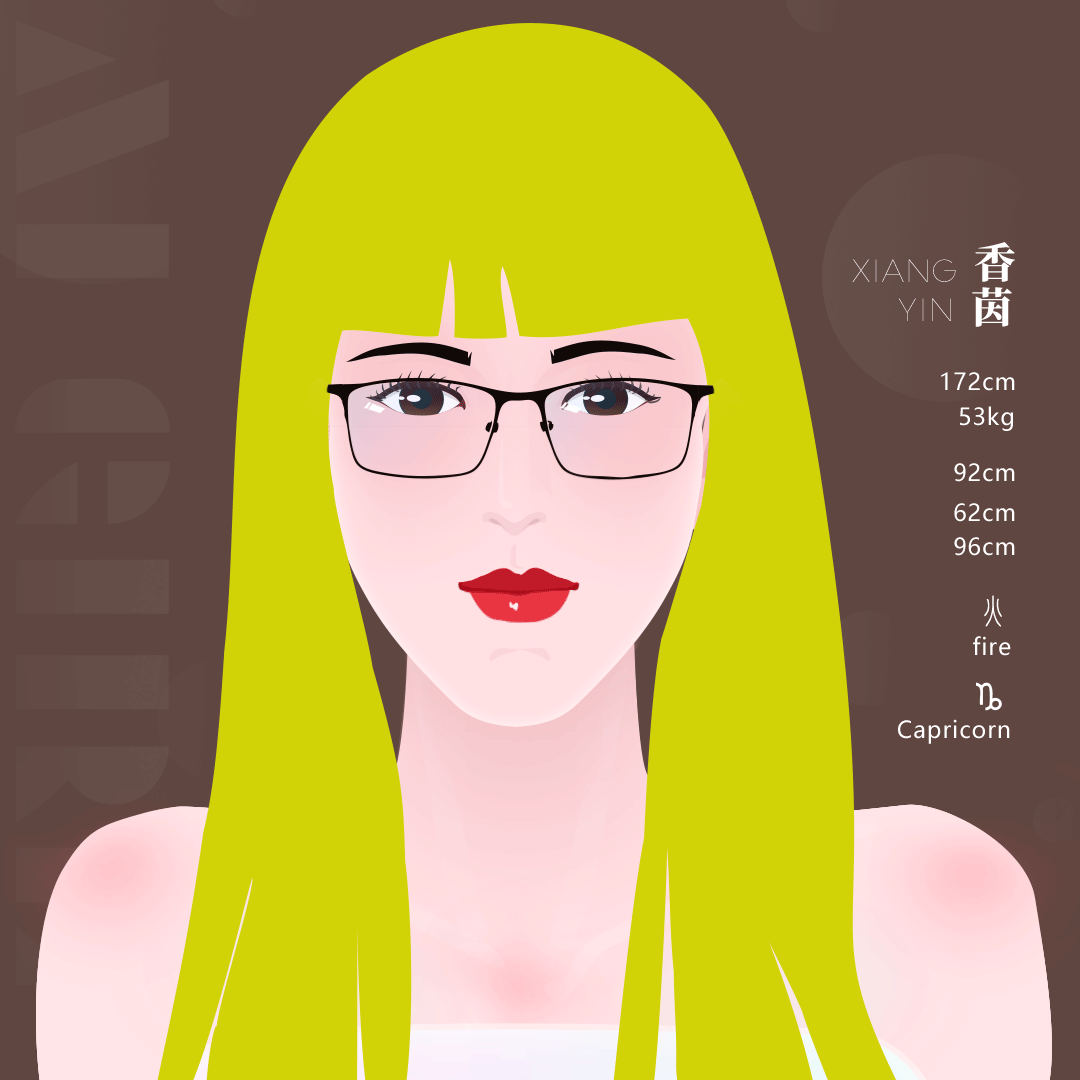 XIANG
YIN
香茵
172cm
53kg
92cm
62cm
96cm
火
fire
♑
Capricorn